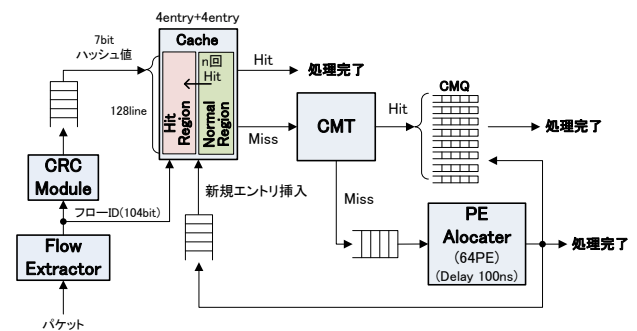 4entry+4entry
7bit
ハッシュ値
128line
Cache
Hit
Region
n回
Hit
Normal
Region
Hit
処理完了
Miss
CMT
Hit
CMQ
処理完了
CRC
Module
フローID(104bit)
新規エントリ挿入
Miss
Flow
Extractor
パケット
PE
Alocater
(64PE)
(Delay 100ns)
処理完了